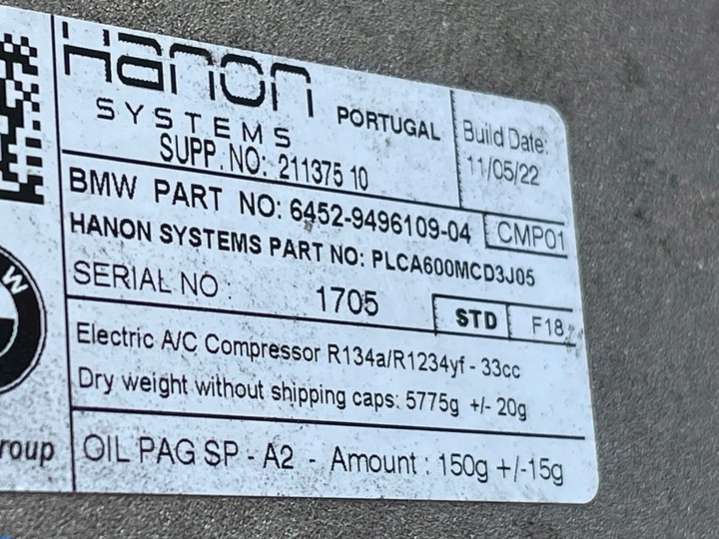 Hanon
SYSTEMS
PORTUGAL
Build Date:
11/05/22
SUPP.NO: 211375 10
BMW PART NO: 6452-9496109-04
CMP01
HANON SYSTEMS PART NO: PLCA600MCD3J05
SERIAL NO 1705
STD
F18
Electric A/C Compressor R134a/R1234yf - 33cc
Dry weight without shipping caps: 5775g +/- 20g
OIL PAG SP - A2 - Amount : 150g +/-15g
W
roup